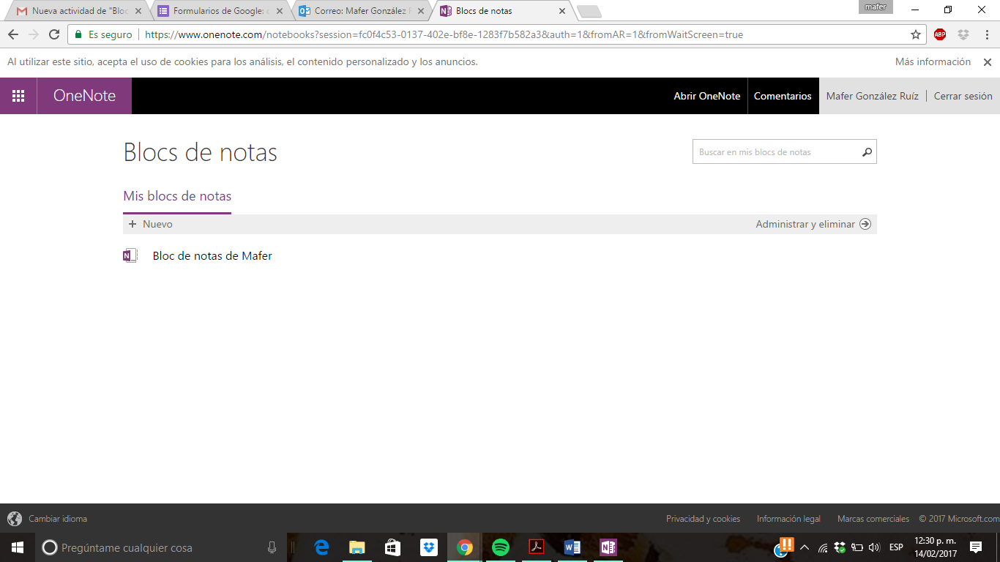 Nueva actividad de "Bloc
Formularios de Google: c
Correo: Mafer González R
Blocs de notas
mafer
Es seguro
https://www.onenote.com/notebooks?session=fc0f4c53-0137-402e-bf8e-1283f7b582a3&auth=1&fromAR=1&fromWaitScreen=true
ABP
Al utilizar este sitio, acepta el uso de cookies para los análisis, el contenido personalizado y los anuncios.
Más información
OneNote
Abrir OneNote
Comentarios
Mafer González Ruíz
Cerrar sesión
Blocs de notas
Buscar en mis blocs de notas
Mis blocs de notas
+ Nuevo
Administrar y eliminar
Bloc de notas de Mafer
Cambiar idioma
Privacidad y cookies
Información legal
Marcas comerciales
© 2017 Microsoft.com
Pregúntame cualquier cosa
ESP
12:30 p. m.
14/02/2017